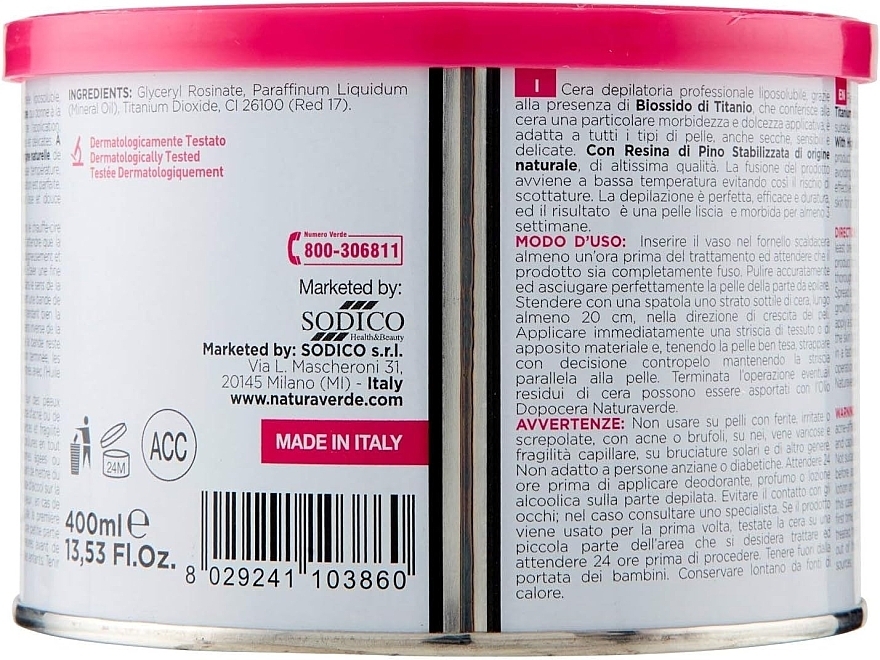 INGREDIENTS: Glyceryl Rosinate, Paraffinum Liquidum
(Mineral Oil), Titanium Dioxide, CI 26100 (Red 17).
Dermatologicamente Testato
Dermatologically Tested
Testée Dermatologiquement
Numero Verde
800-306811
Marketed by:
SODICO
Health&Beauty
Marketed by: SODICO s.r.l.
Via L. Mascheroni 31,
20145 Milano (MI) - Italy
www.naturaverde.com
MADE IN ITALY
24M
ACC
400ml e
13,53 Fl.Oz.
8 029241 103860
I Cera depilatoria professionale liposolubile, grazie
alla presenza di Biossido di Titanio, che conferisce alla
cera una particolare morbidezza e dolcezza applicativa, è
adatta a tutti i tipi di pelle, anche secche, sensibili e
delicate. Con Resina di Pino Stabilizzata di origine
naturale, di altissima qualità. La fusione del prodotto
avviene a bassa temperatura evitando così il rischio di
scottature. La depilazione è perfetta, efficace e duratura,
ed il risultato è una pelle liscia e morbida per almeno 3
settimane.
MODO D'USO: Inserire il vaso nel fornello scaldacera
almeno un'ora prima del trattamento ed attendere che il
prodotto sia completamente fuso. Pulire accuratamente
ed asciugare perfettamente la pelle della parte da epilare.
Stendere con una spatola uno strato sottile di cera, lungo
almeno 20 cm, nella direzione di crescita dei peli.
Applicare immediatamente una striscia di tessuto o di
apposito materiale e, tenendo la pelle ben tesa, strappare
con decisione contropelo mantenendo la striscia
parallela alla pelle. Terminata l'operazione eventuali
residui di cera possono essere asportati con l'Olio
Dopocera Naturaverde.
AVVERTENZE: Non usare su pelli con ferite, irritate o
screpolate, con acne o brufoli, su nei, vene varicose e
fragilità capillare, su bruciature solari e di altro genere.
Non adatto a persone anziane o diabetiche. Attendere 24
ore prima di applicare deodorante, profumo o lozione
alcoolica sulla parte depilata. Evitare il contatto con gli
occhi; nel caso consultare uno specialista. Se il prodotto
viene usato per la prima volta, testate la cera su una
piccola parte dell'area che si desidera trattare ed
attendere 24 ore prima di procedere. Tenere fuori dalla
portata dei bambini. Conservare lontano da fonti di
calore.
EN